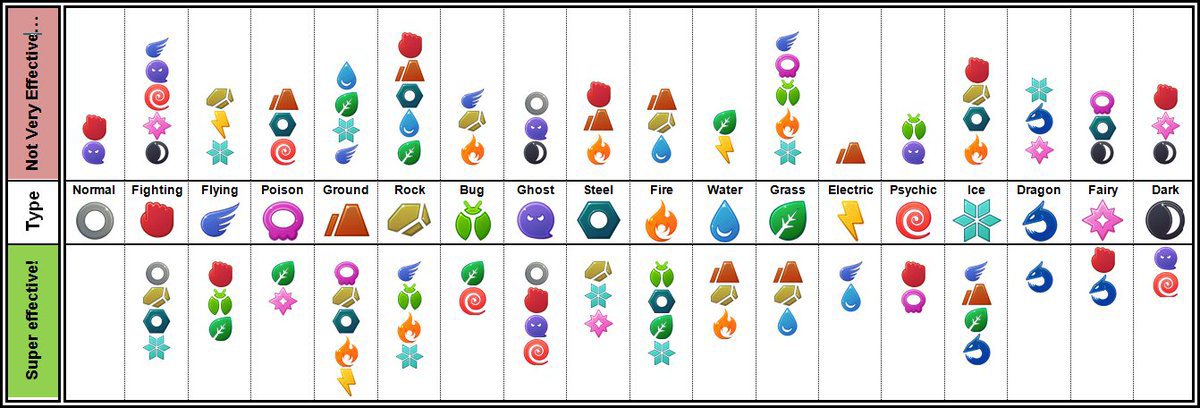 Not Very Effective...
Type
Normal Fighting Flying Poison Ground Rock Bug Ghost Steel Fire Water Grass Electric Psychic Ice Dragon Fairy Dark
Super effective!